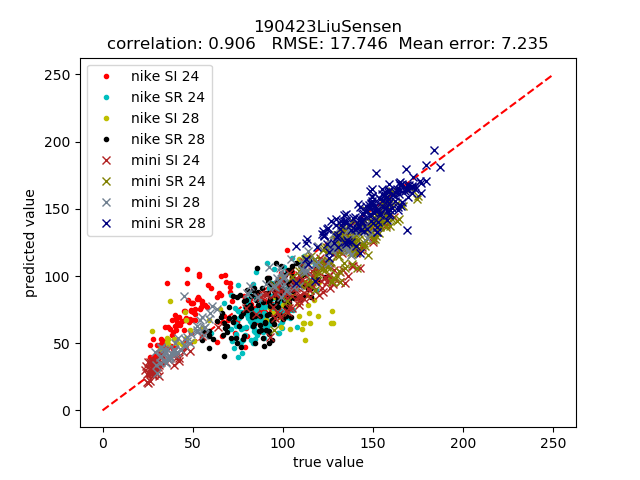 190423LiuSensen
correlation: 0.906   RMSE: 17.746  Mean error: 7.235
250
200
150
100
50
0
predicted value
nike SI 24
nike SR 24
nike SI 28
nike SR 28
mini SI 24
mini SR 24
mini SI 28
mini SR 28
0 50 100 150 200 250
true value